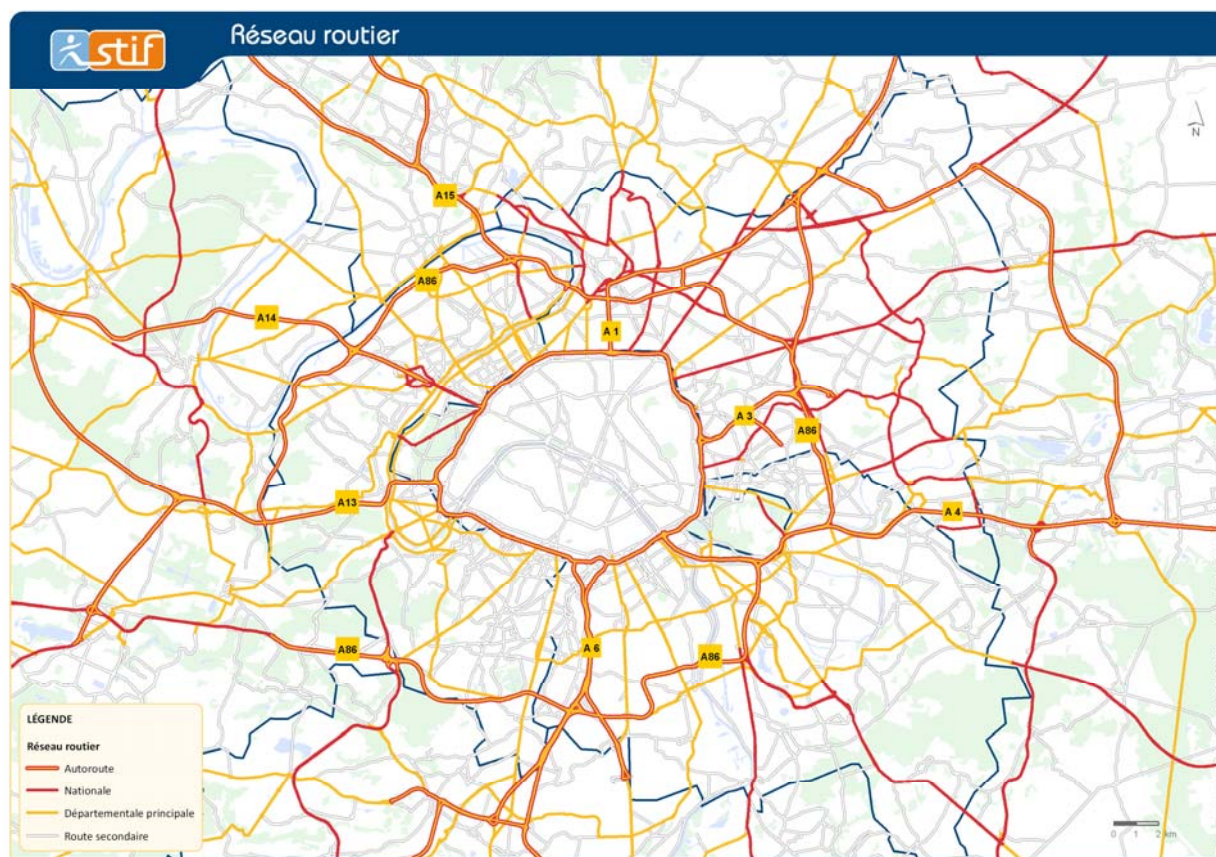 stif
Réseau routier
N
A15
A86
A14
A 1
A 3
A86
A13
A 4
A86
A 6
A86
LÉGENDE
Réseau routier
Autoroute
Nationale
Départementale principale
Route secondaire
0 1 2 km